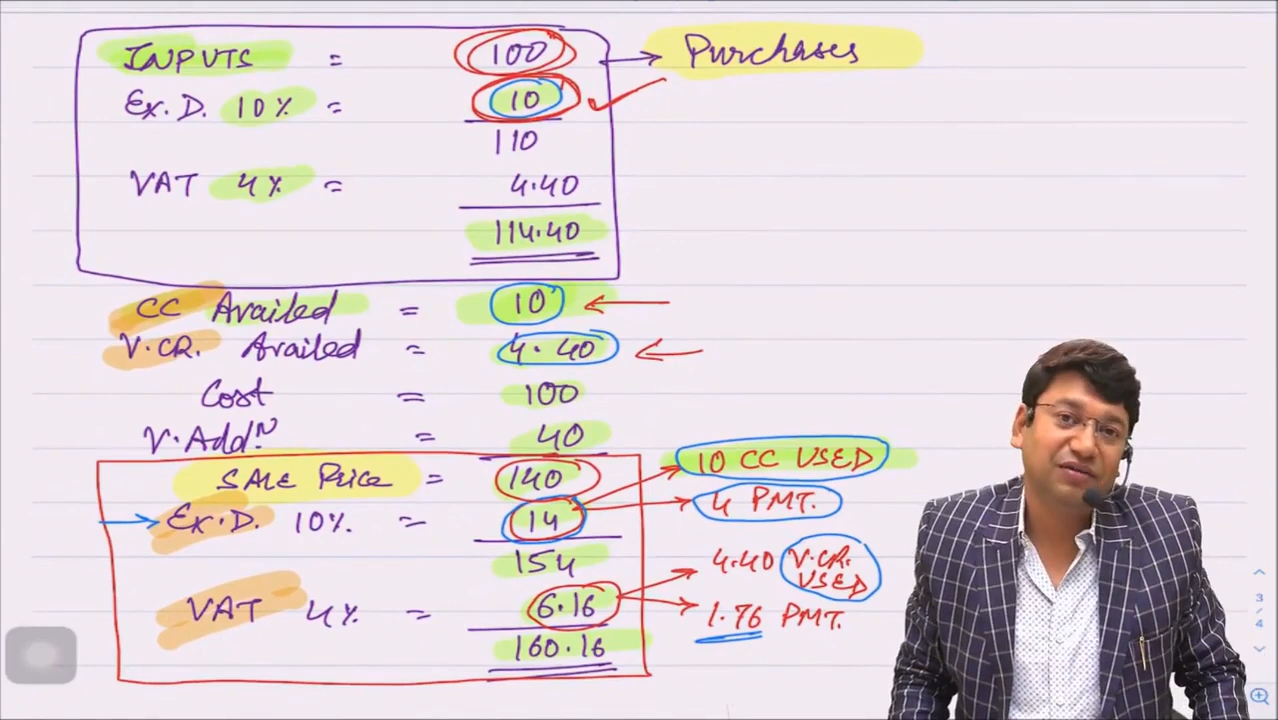 INPUTS = 100 → Purchases
Ex.D. 10% = 10 ✓
110
VAT 4% = 4.40
114.40
CC Availed = 10 ←
V.CR. Availed = 4.40 ←
Cost = 100
V.Addⁿ = 40
SALE Price = 140
10 CC USED
→ Ex.D. 10% = 14
4 PMT.
154
4.40 V.CR. USED
VAT 4% = 6.16
1.76 PMT.
160.16
3
4